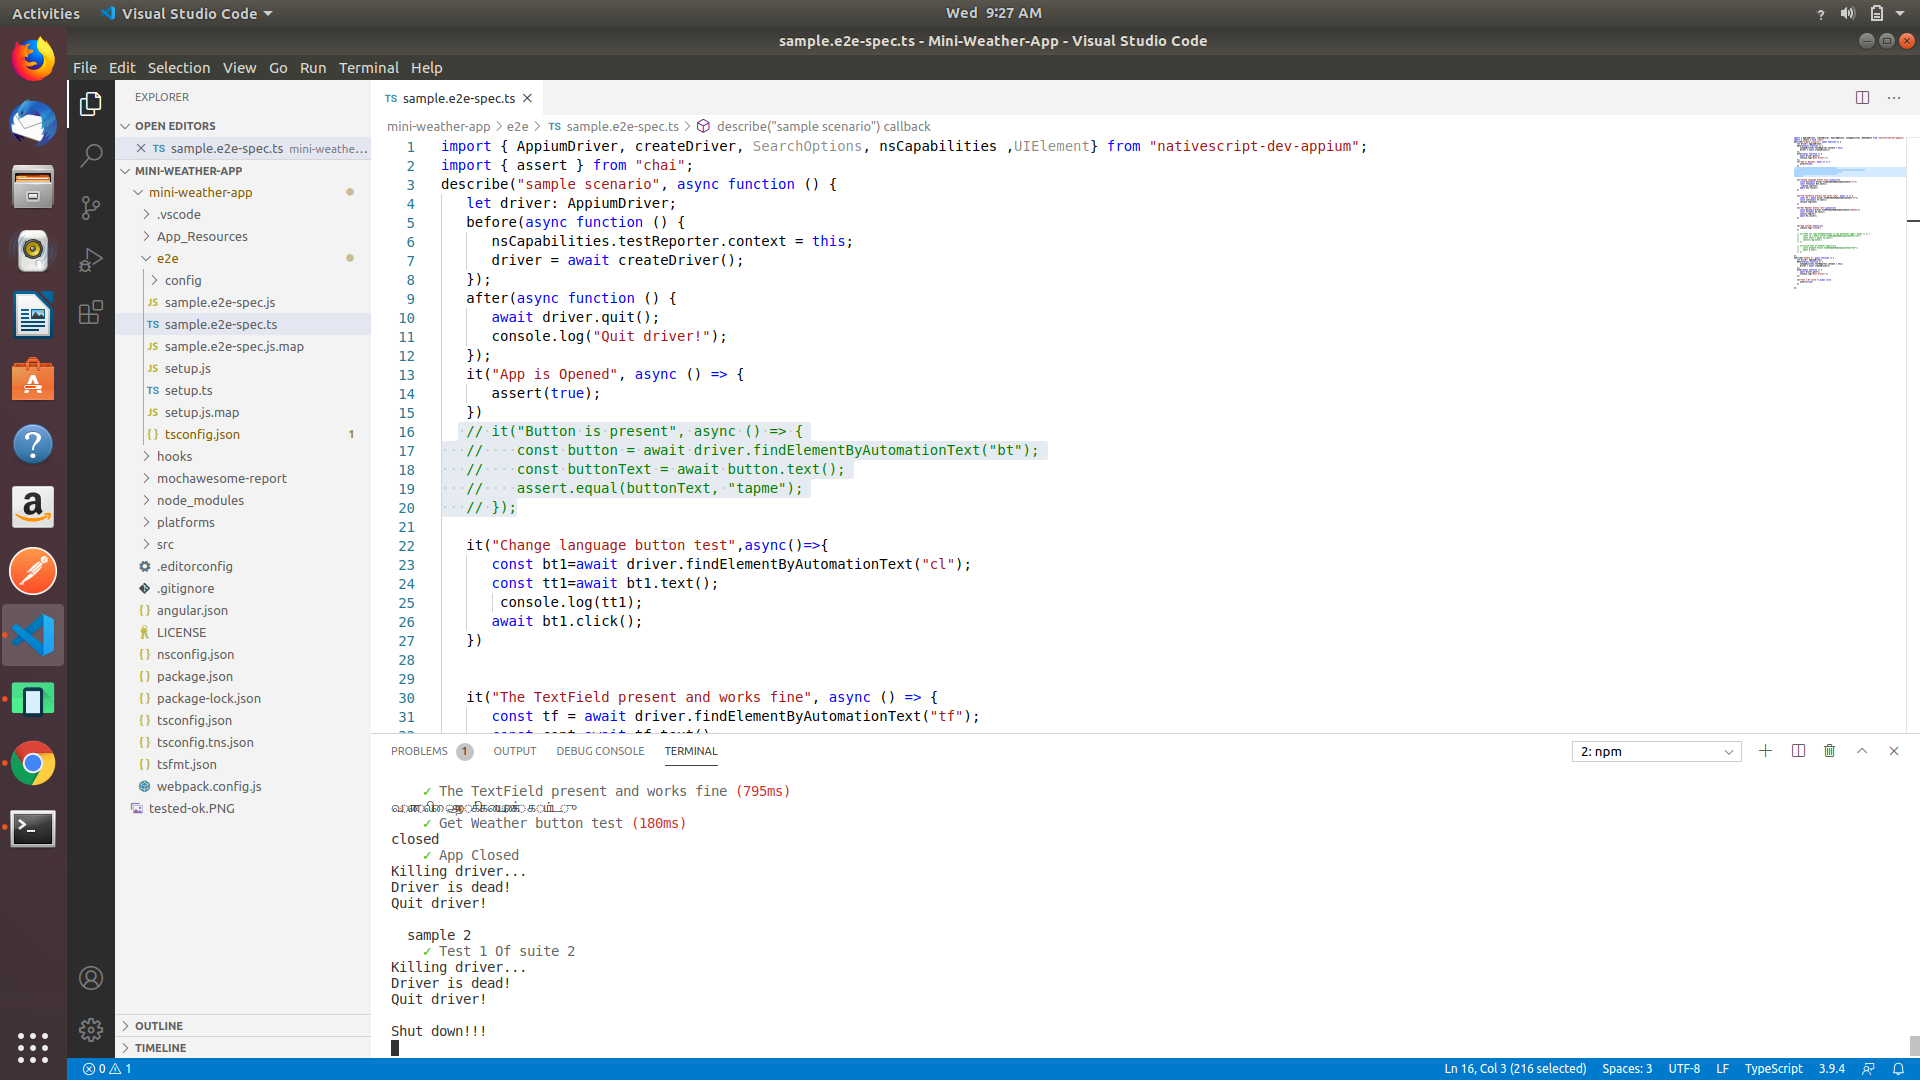 Activities
Visual Studio Code
Wed 9:27 AM
sample.e2e-spec.ts - Mini-Weather-App - Visual Studio Code
File Edit Selection View Go Run Terminal Help
EXPLORER
OPEN EDITORS
TS sample.e2e-spec.ts mini-weathe...
MINI-WEATHER-APP
mini-weather-app
.vscode
App_Resources
e2e
config
JS sample.e2e-spec.js
TS sample.e2e-spec.ts
JS sample.e2e-spec.js.map
JS setup.js
TS setup.ts
JS setup.js.map
{} tsconfig.json 1
hooks
mochawesome-report
node_modules
platforms
src
.editorconfig
.gitignore
{} angular.json
LICENSE
{} nsconfig.json
{} package.json
{} package-lock.json
{} tsconfig.json
{} tsconfig.tns.json
{} tsfmt.json
webpack.config.js
tested-ok.PNG
OUTLINE
TIMELINE
TS sample.e2e-spec.ts
mini-weather-app > e2e > TS sample.e2e-spec.ts > describe("sample scenario") callback
1 import { AppiumDriver, createDriver, SearchOptions, nsCapabilities ,UIElement} from "nativescript-dev-appium";
2 import { assert } from "chai";
3 describe("sample scenario", async function () {
4 let driver: AppiumDriver;
5 before(async function () {
6 nsCapabilities.testReporter.context = this;
7 driver = await createDriver();
8 });
9 after(async function () {
10 await driver.quit();
11 console.log("Quit driver!");
12 });
13 it("App is Opened", async () => {
14 assert(true);
15 })
16 // it("Button is present", async () => {
17 // const button = await driver.findElementByAutomationText("bt");
18 // const buttonText = await button.text();
19 // assert.equal(buttonText, "tapme");
20 // });
21
22 it("Change language button test",async()=>{
23 const bt1=await driver.findElementByAutomationText("cl");
24 const tt1=await bt1.text();
25 console.log(tt1);
26 await bt1.click();
27 })
28
29
30 it("The TextField present and works fine", async () => {
31 const tf = await driver.findElementByAutomationText("tf");
PROBLEMS 1 OUTPUT DEBUG CONSOLE TERMINAL
2: npm
✓ The TextField present and works fine (795ms)
✓ Get Weather button test (180ms)
closed
✓ App Closed
Killing driver...
Driver is dead!
Quit driver!
sample 2
✓ Test 1 Of suite 2
Killing driver...
Driver is dead!
Quit driver!
Shut down!!!
0 1
Ln 16, Col 3 (216 selected) Spaces: 3 UTF-8 LF TypeScript 3.9.4